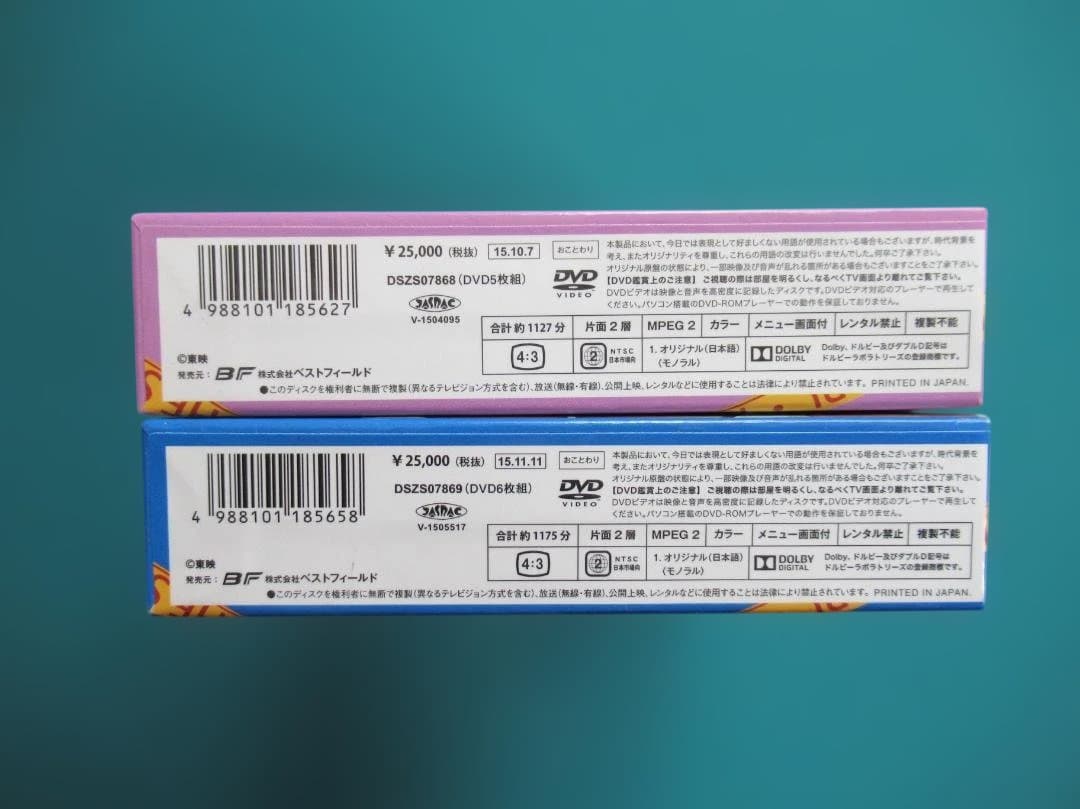 ¥25,000 (税抜) 15.10.7 おことわり
DSZS07868 (DVD5枚組)
DVD
VIDEO
JASRAC
V-1504095
4 988101 185627
本製品において、今日では表現として好ましくない用語が使用されている場合もございますが、時代背景を
考え、またオリジナリティを尊重し、これらの用語の改変は行いませんでした。何卒ご了承下さい。
オリジナル原盤の状態により、一部映像及び音声が乱れる箇所がある場合もございますことをご了承下さい。
【DVD鑑賞上のご注意】 ご視聴の際は部屋を明るくし、なるべくTV画面より離れてご覧下さい。
DVDビデオは映像と音声を高密度に記録したディスクです。DVDビデオ対応のプレーヤーで再生して
ください。パソコン搭載のDVD-ROMプレーヤーでの動作を保証しておりません。
合計 約1127分 片面2層 MPEG 2 カラー メニュー画面付 レンタル禁止 複製不能
4:3
2 NTSC
日本市場向
1. オリジナル(日本語)
(モノラル)
DOLBY
DIGITAL
Dolby、ドルビー及びダブルD記号は
ドルビーラボラトリーズの登録商標です。
©東映
発売元: BF 株式会社ベストフィールド
●このディスクを権利者に無断で複製(異なるテレビジョン方式を含む)、放送(無線・有線)、公開上映、レンタルなどに使用することは法律により禁止されています。 PRINTED IN JAPAN.
¥25,000 (税抜) 15.11.11 おことわり
DSZS07869 (DVD6枚組)
DVD
VIDEO
JASRAC
V-1505517
4 988101 185658
本製品において、今日では表現として好ましくない用語が使用されている場合もございますが、時代背景を
考え、またオリジナリティを尊重し、これらの用語の改変は行いませんでした。何卒ご了承下さい。
オリジナル原盤の状態により、一部映像及び音声が乱れる箇所がある場合もございますことをご了承下さい。
【DVD鑑賞上のご注意】 ご視聴の際は部屋を明るくし、なるべくTV画面より離れてご覧下さい。
DVDビデオは映像と音声を高密度に記録したディスクです。DVDビデオ対応のプレーヤーで再生して
ください。パソコン搭載のDVD-ROMプレーヤーでの動作を保証しておりません。
合計 約1175分 片面2層 MPEG 2 カラー メニュー画面付 レンタル禁止 複製不能
4:3
2 NTSC
日本市場向
1. オリジナル(日本語)
(モノラル)
DOLBY
DIGITAL
Dolby、ドルビー及びダブルD記号は
ドルビーラボラトリーズの登録商標です。
©東映
発売元: BF 株式会社ベストフィールド
●このディスクを権利者に無断で複製(異なるテレビジョン方式を含む)、放送(無線・有線)、公開上映、レンタルなどに使用することは法律により禁止されています。 PRINTED IN JAPAN.